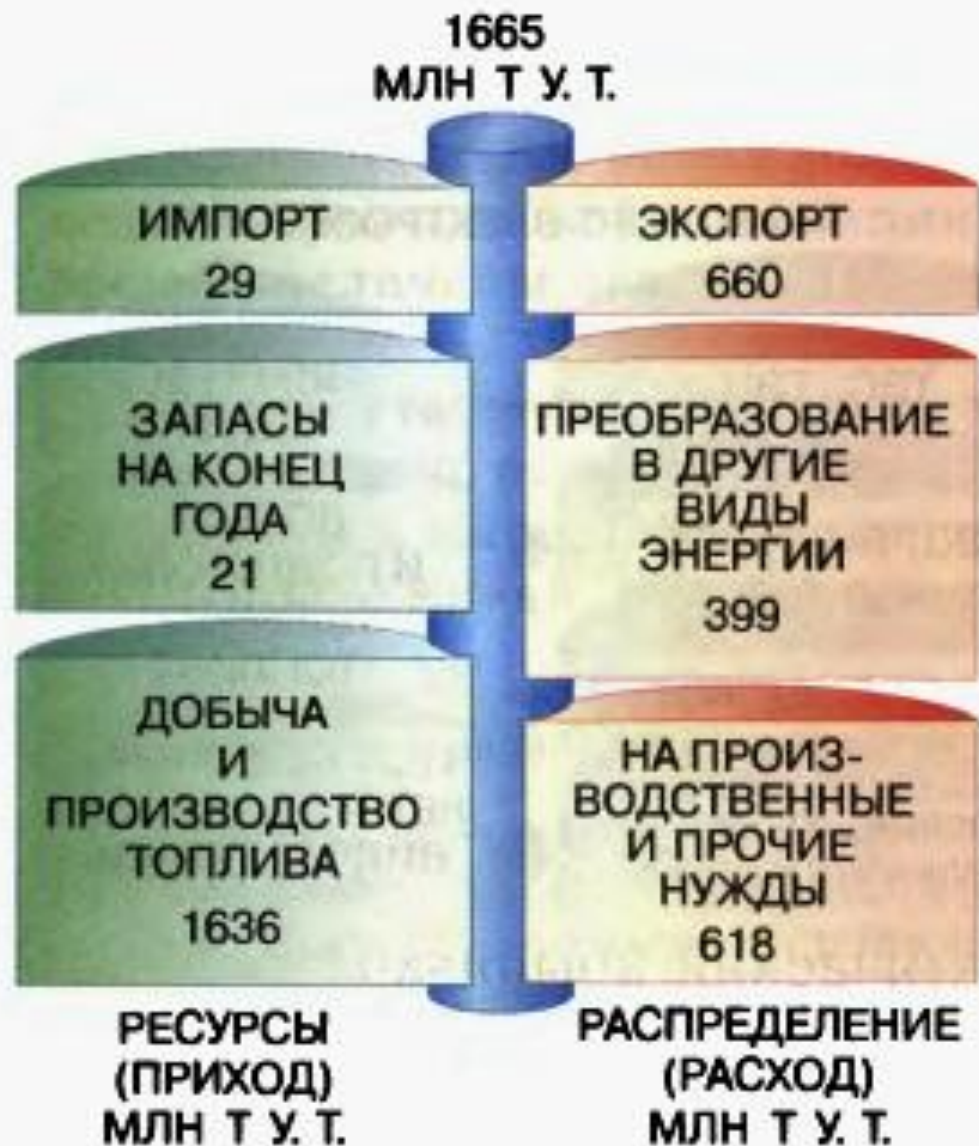 1665
МЛН Т У. Т.
ИМПОРТ
29
ЗАПАСЫ
НА КОНЕЦ
ГОДА
21
ДОБЫЧА
И
ПРОИЗВОДСТВО
ТОПЛИВА
1636
РЕСУРСЫ
(ПРИХОД)
МЛН Т У. Т.
ЭКСПОРТ
660
ПРЕОБРАЗОВАНИЕ
В ДРУГИЕ
ВИДЫ
ЭНЕРГИИ
399
НА ПРОИЗ-
ВОДСТВЕННЫЕ
И ПРОЧИЕ
НУЖДЫ
618
РАСПРЕДЕЛЕНИЕ
(РАСХОД)
МЛН Т У. Т.